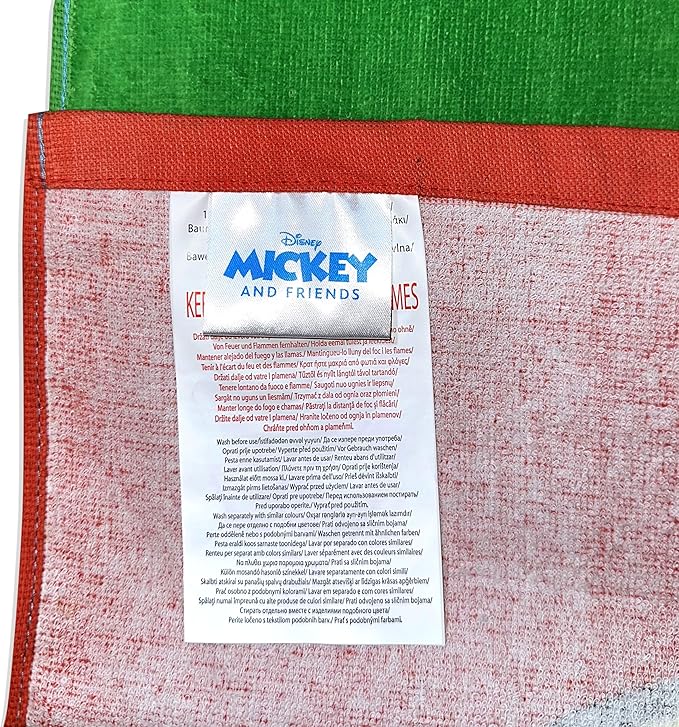 Baw
Disney
MICKEY
AND FRIENDS
Von Feuer und Flammen fernhalten/ Holda eemal tulest ja
Mantener alejado del fuego y las llamas./ Mantingueu-lo lluny del foc i les flames/
Tenir à l'écart du feu et des flammes/ Κρατήστε μακριά από φωτιά και φλόγες/
Držati dalje od vatre i plamena/ Tűztől és nyílt lángtól távol tartandó/
Tenere lontano da fuoco e fiamme/ Saugoti nuo ugnies ir liepsnų/
Sargāt no uguns un liesmām/ Trzymać z dala od ognia oraz płomieni/
Manter longe do fogo e chamas/ Păstrați la distanță de foc și flăcări/
Držite dalje od vatre i plamena/ Hranite ločeno od ognja in plamenov/
Chráňte pred ohňom a plameňmi.
Wash before use/İstifadədən əvvəl yuyun/ Да се изпере преди употреба/
Oprati prije upotrebe/ Vyperte před použitím/ Vor Gebrauch waschen/
Pesta enne kasutamist/ Lavar antes de usar/ Renteu abans d'utilitzar/
Laver avant utilisation/ Πλύνετε πριν τη χρήση/ Oprati prije korištenja/
Használat előtt mossa ki./ Lavare prima dell'uso/ Prieš naudojant išskalbti/
Izmazgāt pirms lietošanas/ Wyprać przed użyciem/ Lavar antes de usar/
Spălați înainte de utilizare/ Oprati pre upotrebe/ Перед использованием постирать/
Pred uporabo operite/ Vyprať pred použitím.
Wash separately with similar colours/ Oxşar rənglərlə ayrı-ayrı
Да се пере отделно с подобни цветове/ Prati odvojeno sa sličnim bojama/
Perte odděleně nebo s podobnými barvami/ Waschen getrennt mit ähnlichen farben/
Pesta eraldi koos sarnaste toonidega/ Lavar por separado con colores similares/
Renteu per separat amb colors similars/ Laver séparément avec des couleurs similaires/
Να πλυθεί χωριά παρομοια χρωματα/ Prati sa sličnim bojama/
Külön mosandó hasonló színekkel/ Lavare separatamente con colori simili/
Skalbti atskirai su panašių spalvų drabužiais/ Mazgāt atsevišķi ar līdzīgas krāsas apģērbiem/
Prać osobno z podobnymi kolorami/ Lavar em separado e com cores similares/
Spălați numai împreună cu alte produse de culori similare/ Prati odvojeno sa sličnim bojama/
Стирать отдельно вместе с изделиями подобного цвета/
Perite ločeno s tekstilom podobnih barv./ Prať s podobnými farbami.